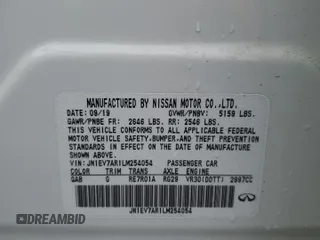 MANUFACTURED BY NISSAN MOTOR CO.,LTD.
DATE: 09/19 GVWR/PNBV: 5159 LBS.
GAWR/PNBE FR: 2646 LBS. RR: 2546 LBS.
THIS VEHICLE CONFORMS TO ALL APPLICABLE FEDERAL MOTOR
VEHICLE SAFETY, BUMPER, AND THEFT PREVENTION STANDARDS
IN EFFECT ON THE DATE OF MANUFACTURE SHOWN ABOVE.
VIN: JN1EV7AR1LM254054 PASSENGER CAR
COLOR TRIM TRANS AXLE ENGINE
QAB G RE7R01A RG29 VR30(DDTT) 2997CC
JN1EV7AR1LM254054